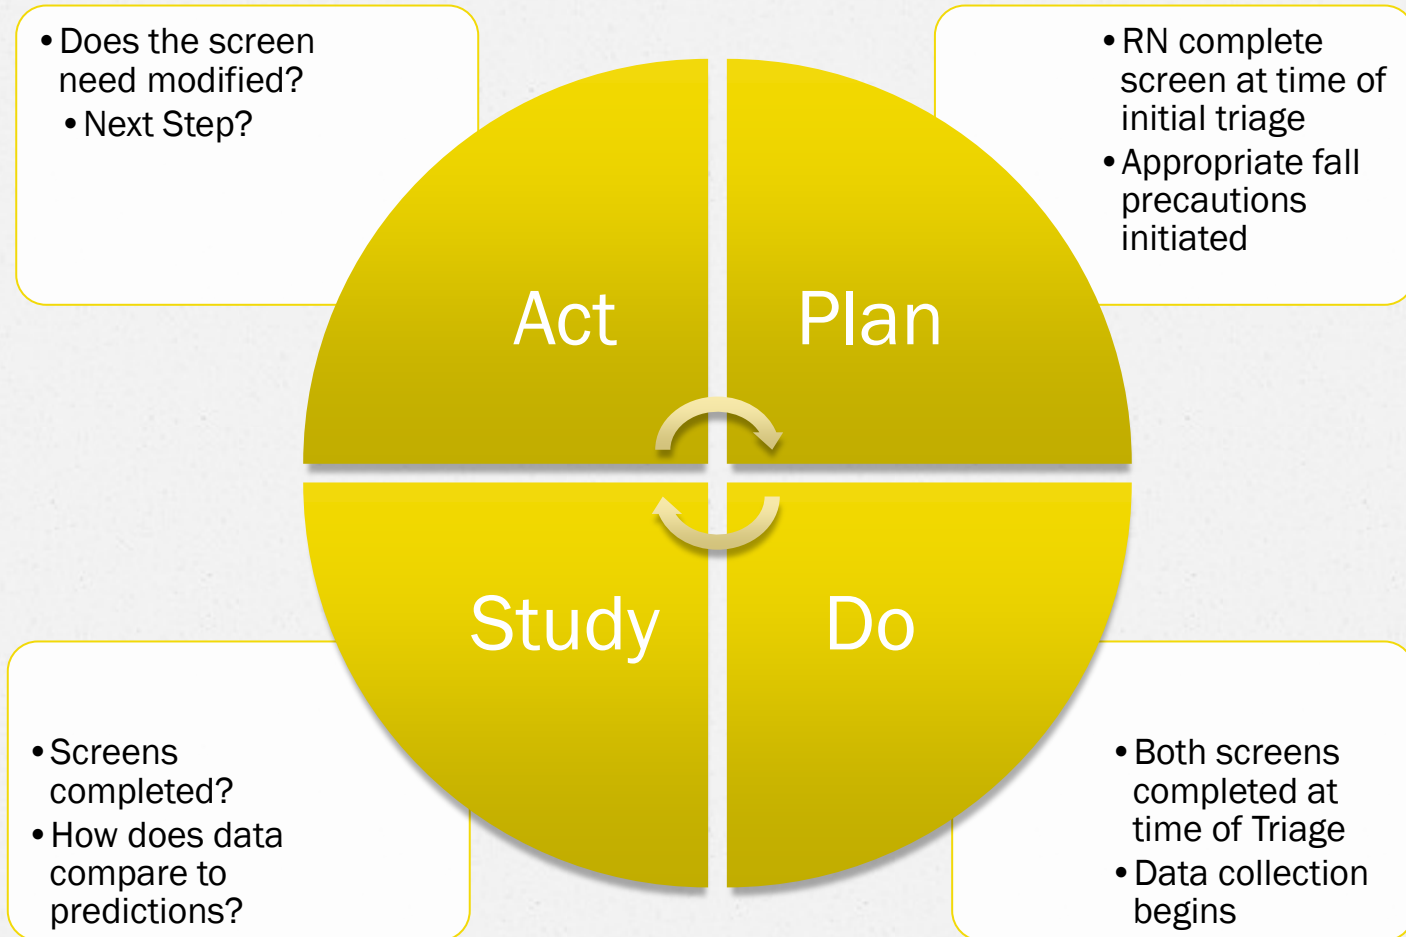 • Does the screen
need modified?
• Next Step?
• RN complete
screen at time of
initial triage
• Appropriate fall
precautions
initiated
Act
Plan
Study
Do
• Screens
completed?
• How does data
compare to
predictions?
• Both screens
completed at
time of Triage
• Data collection
begins